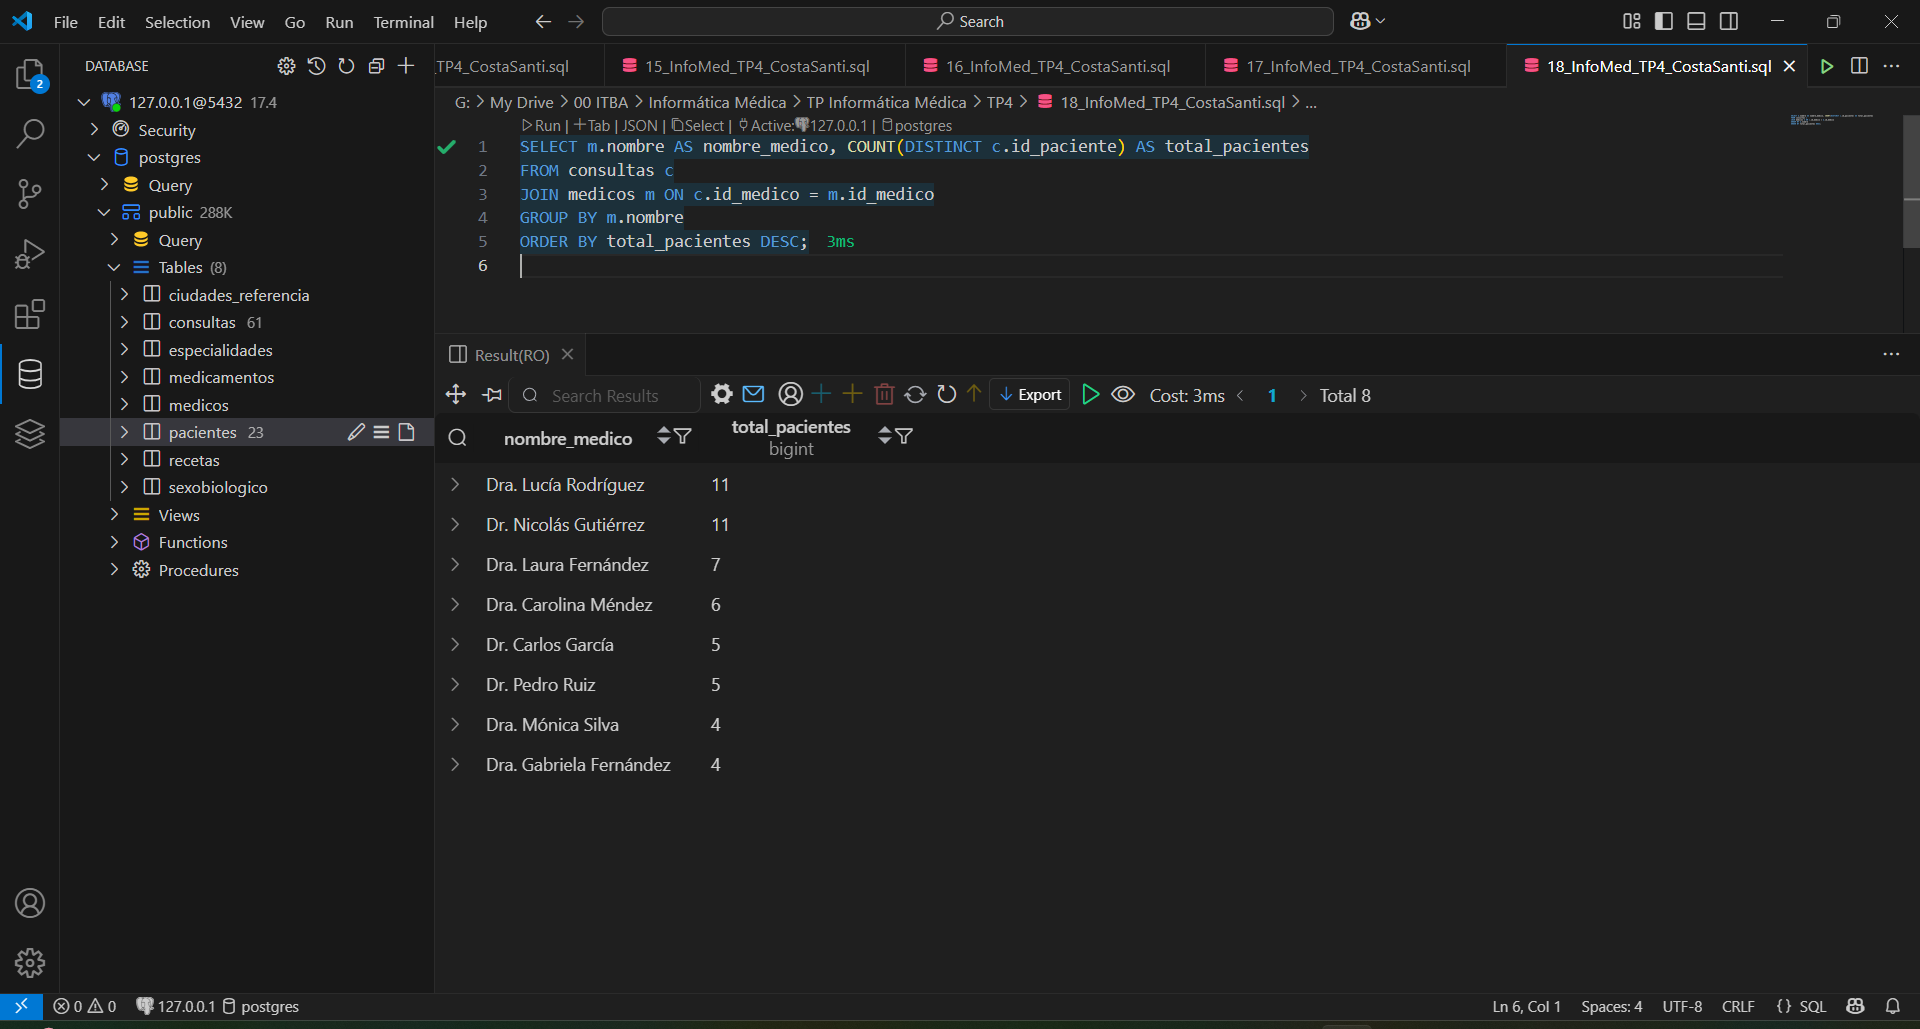 File Edit Selection View Go Run Terminal Help
Search
DATABASE
127.0.0.1@5432 17.4
Security
postgres
Query
public 288K
Query
Tables (8)
ciudades_referencia
consultas 61
especialidades
medicamentos
medicos
pacientes 23
recetas
sexobiologico
Views
Functions
Procedures
2
TP4_CostaSanti.sql
15_InfoMed_TP4_CostaSanti.sql
16_InfoMed_TP4_CostaSanti.sql
17_InfoMed_TP4_CostaSanti.sql
18_InfoMed_TP4_CostaSanti.sql
G: > My Drive > 00 ITBA > Informática Médica > TP Informática Médica > TP4 > 18_InfoMed_TP4_CostaSanti.sql > ...
Run | +Tab | JSON | Select | Active: 127.0.0.1 | postgres
1 SELECT m.nombre AS nombre_medico, COUNT(DISTINCT c.id_paciente) AS total_pacientes
2 FROM consultas c
3 JOIN medicos m ON c.id_medico = m.id_medico
4 GROUP BY m.nombre
5 ORDER BY total_pacientes DESC; 3ms
6
Result(RO)
Search Results
Export
Cost: 3ms < 1 > Total 8
nombre_medico total_pacientes
bigint
Dra. Lucía Rodríguez 11
Dr. Nicolás Gutiérrez 11
Dra. Laura Fernández 7
Dra. Carolina Méndez 6
Dr. Carlos García 5
Dr. Pedro Ruiz 5
Dra. Mónica Silva 4
Dra. Gabriela Fernández 4
0 0 127.0.0.1 postgres
Ln 6, Col 1 Spaces: 4 UTF-8 CRLF {} SQL